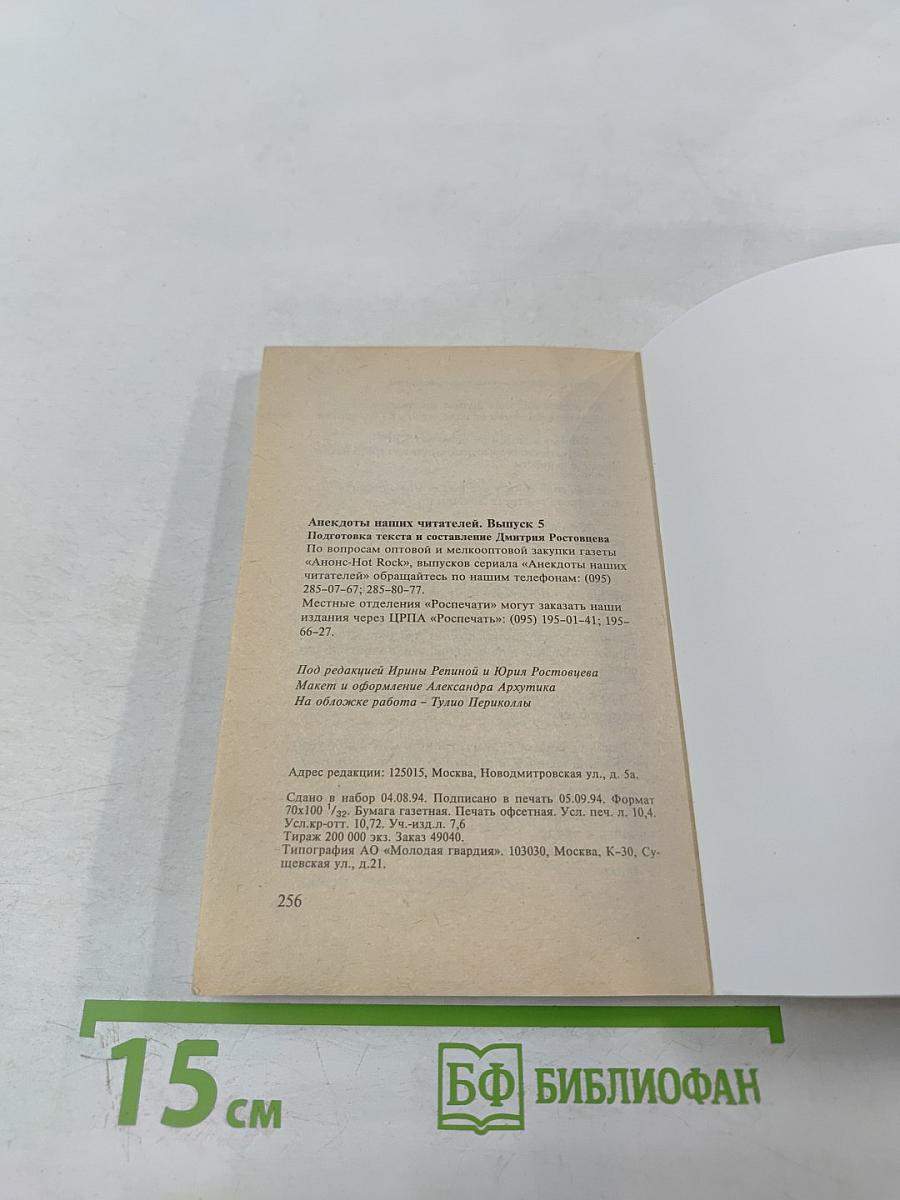 Анекдоты наших читателей. Выпуск 5
Подготовка текста и составление Дмитрия Ростовцева
По вопросам оптовой и мелкооптовой закупки газеты
«Анонс-Hot Rock», выпусков сериала «Анекдоты наших
читателей» обращайтесь по нашим телефонам: (095)
285-07-67; 285-80-77.
Местные отделения «Роспечати» могут заказать наши
издания через ЦРПА «Роспечать»: (095) 195-01-41; 195-
66-27.
Под редакцией Ирины Репиной и Юрия Ростовцева
Макет и оформление Александра Архутика
На обложке работа – Тулио Периколлы
Адрес редакции: 125015, Москва, Новодмитровская ул., д. 5а.
Сдано в набор 04.08.94. Подписано в печать 05.09.94. Формат
70х100 1/32. Бумага газетная. Печать офсетная. Усл. печ. л. 10,4.
Усл.кр-отт. 10,72. Уч.-изд.л. 7,6
Тираж 200 000 экз. Заказ 49040.
Типография АО «Молодая гвардия». 103030, Москва, К-30, Су-
щевская ул., д.21.
256
15 см
БФ БИБЛИОФАН